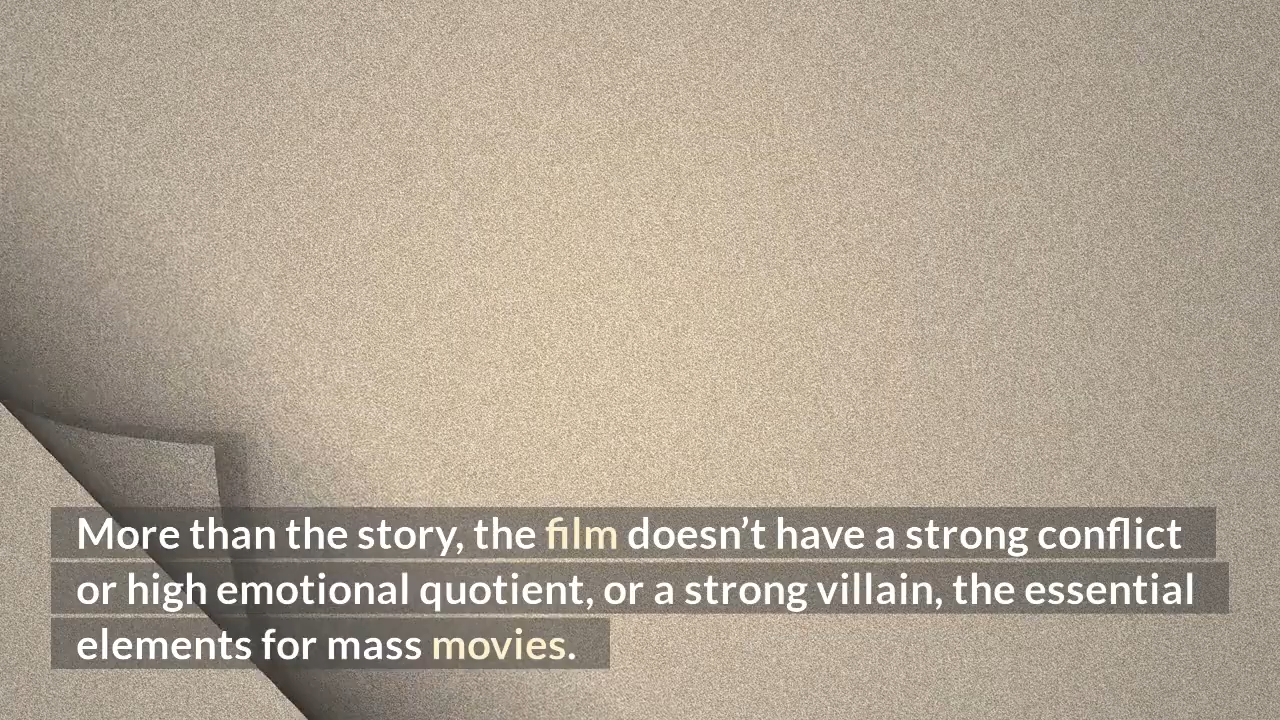 More than the story, the film doesn’t have a strong conflict
or high emotional quotient, or a strong villain, the essential
elements for mass movies.